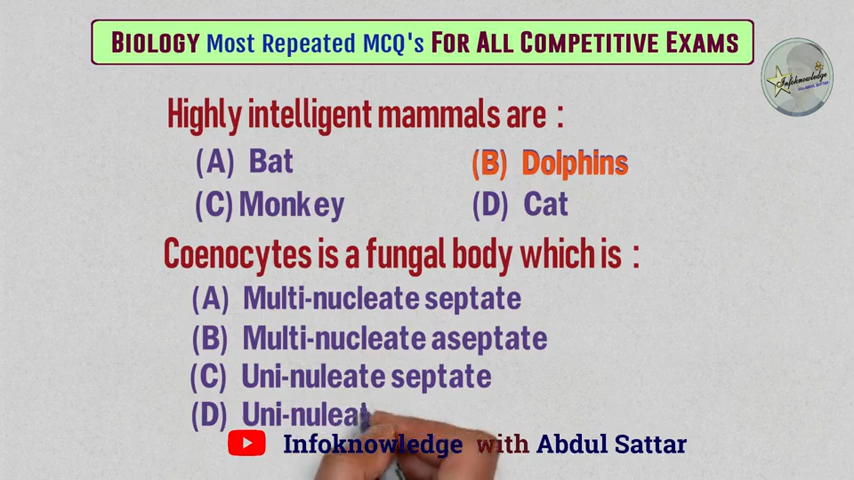 BIOLOGY Most Repeated MCQ's FOR ALL COMPETITIVE EXAMS
Infoknowledge
Highly intelligent mammals are :
(A) Bat (B) Dolphins
(C) Monkey (D) Cat
Coenocytes is a fungal body which is :
(A) Multi-nucleate septate
(B) Multi-nucleate aseptate
(C) Uni-nuleate septate
(D) Uni-nuleat
Infoknowledge with Abdul Sattar